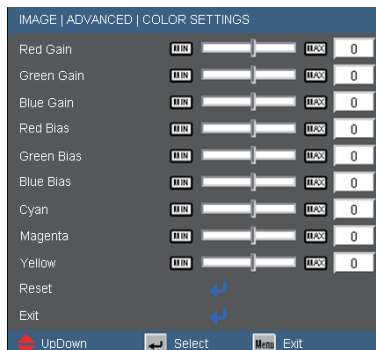 IMAGE | ADVANCED | COLOR SETTINGS
Red Gain MIN MAX 0
Green Gain MIN MAX 0
Blue Gain MIN MAX 0
Red Bias MIN MAX 0
Green Bias MIN MAX 0
Blue Bias MIN MAX 0
Cyan MIN MAX 0
Magenta MIN MAX 0
Yellow MIN MAX 0
Reset
Exit
UpDown Select Menu Exit